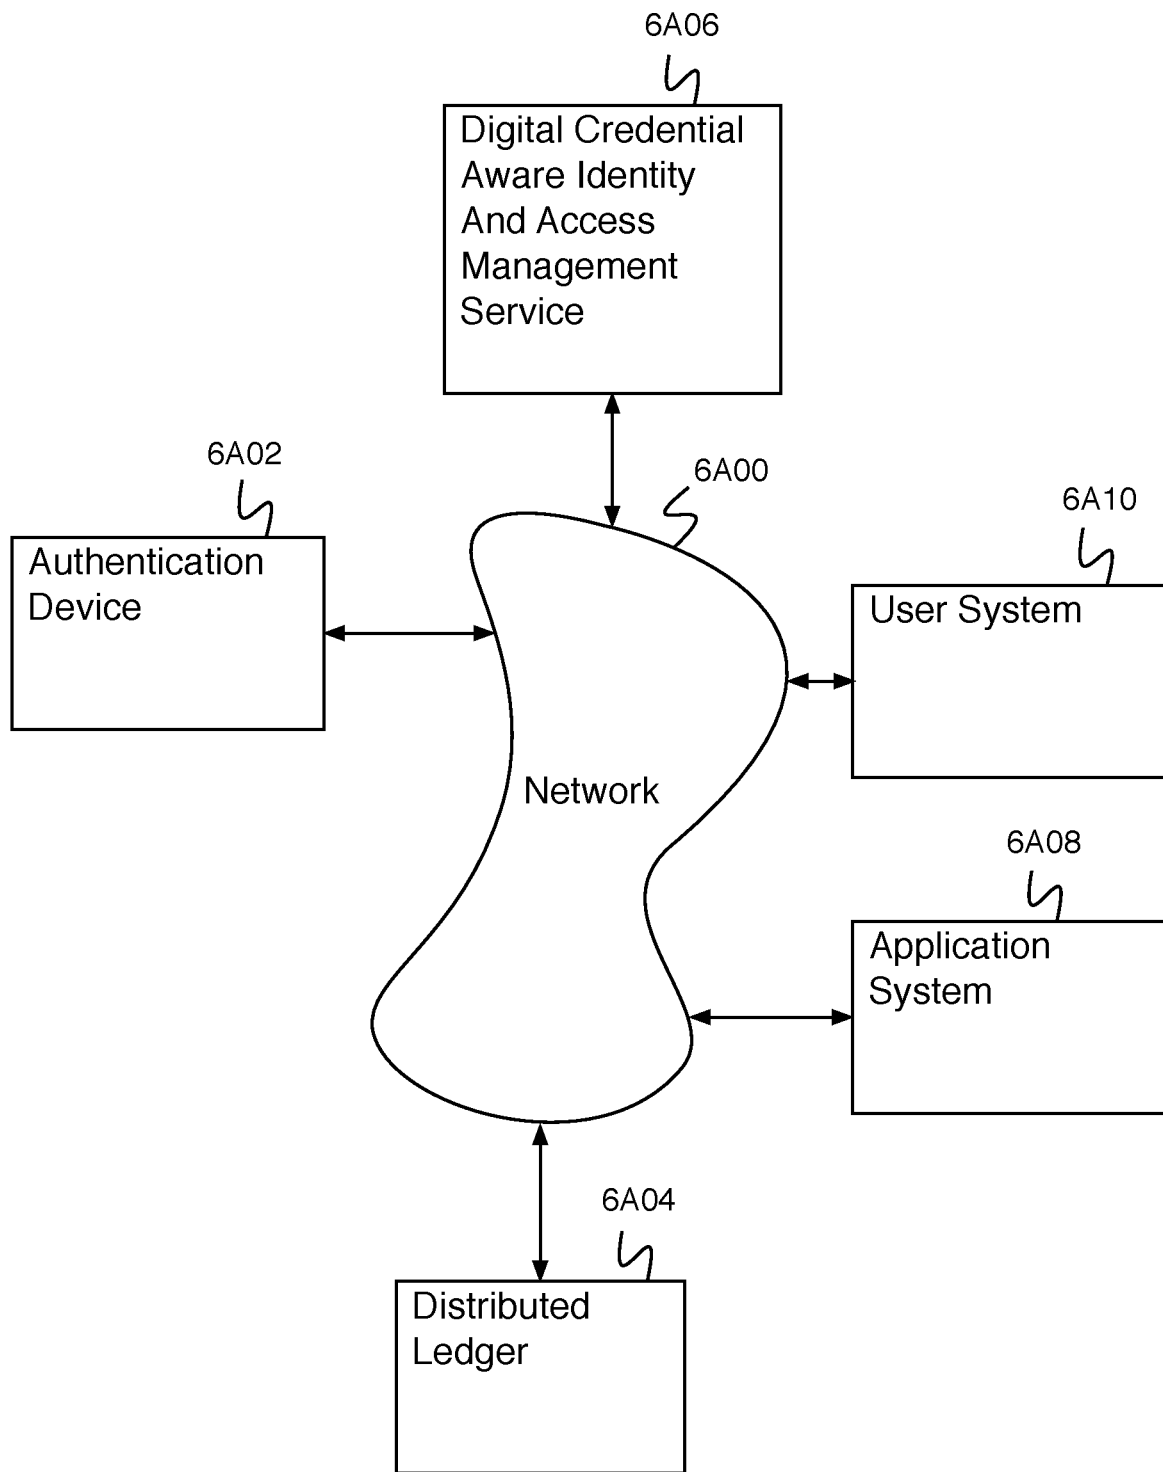 6A06
Digital Credential
Aware Identity
And Access
Management
Service
6A02
Authentication
Device
6A00
6A10
User System
Network
6A08
Application
System
6A04
Distributed
Ledger